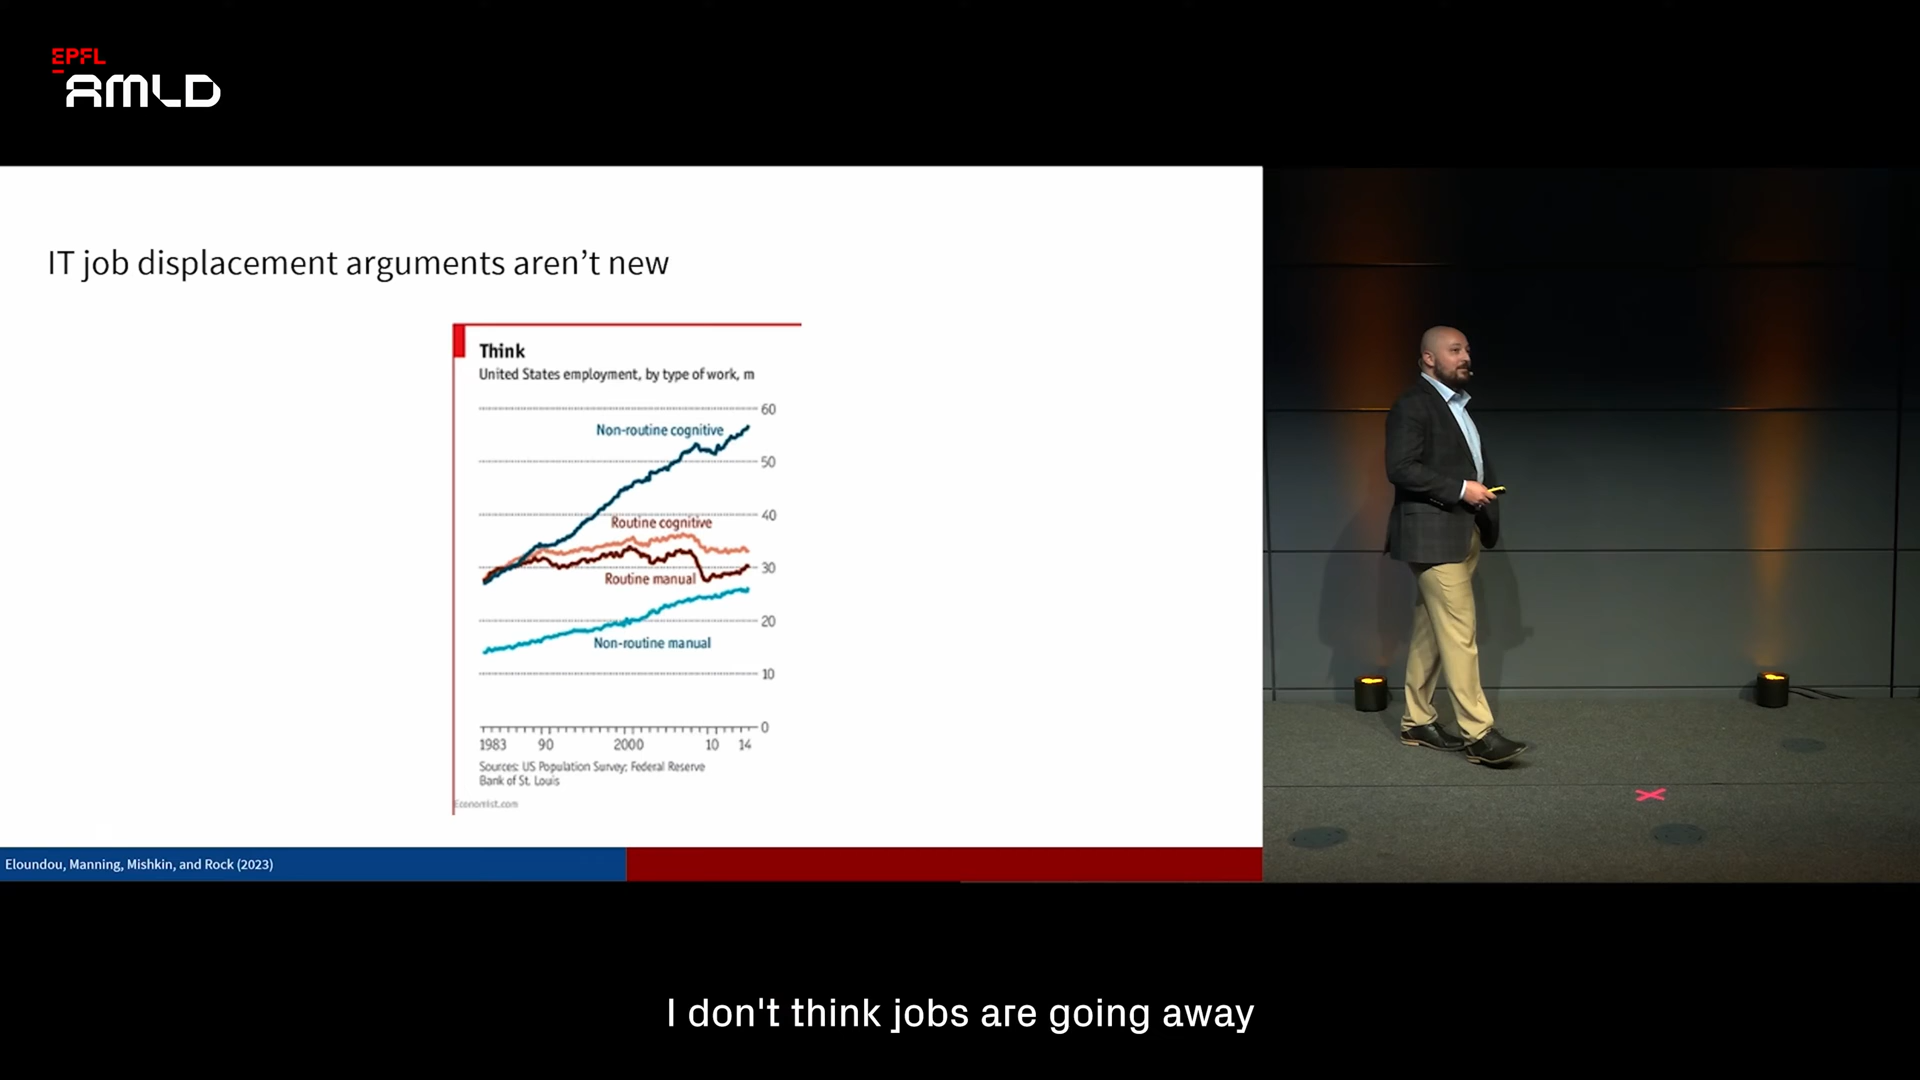 EPFL
AMLD
IT job displacement arguments aren't new
Think
United States employment, by type of work, m
60
Non-routine cognitive
50
40
Routine cognitive
30
Routine manual
20
Non-routine manual
10
0
1983 90 2000 10 14
Sources: US Population Survey; Federal Reserve
Bank of St. Louis
Economist.com
Eloundou, Manning, Mishkin, and Rock (2023)
I don't think jobs are going away